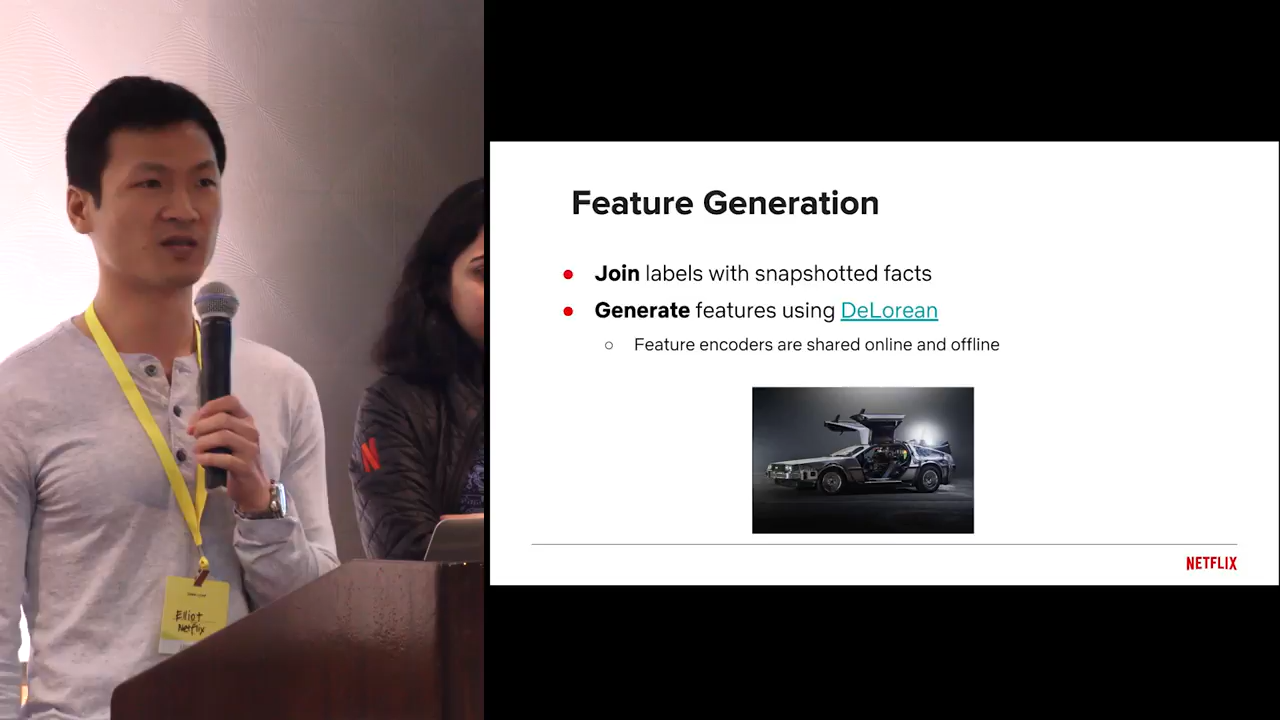 Feature Generation
● Join labels with snapshotted facts
● Generate features using DeLorean
○ Feature encoders are shared online and offline
NETFLIX
N
Elliot
Netflix